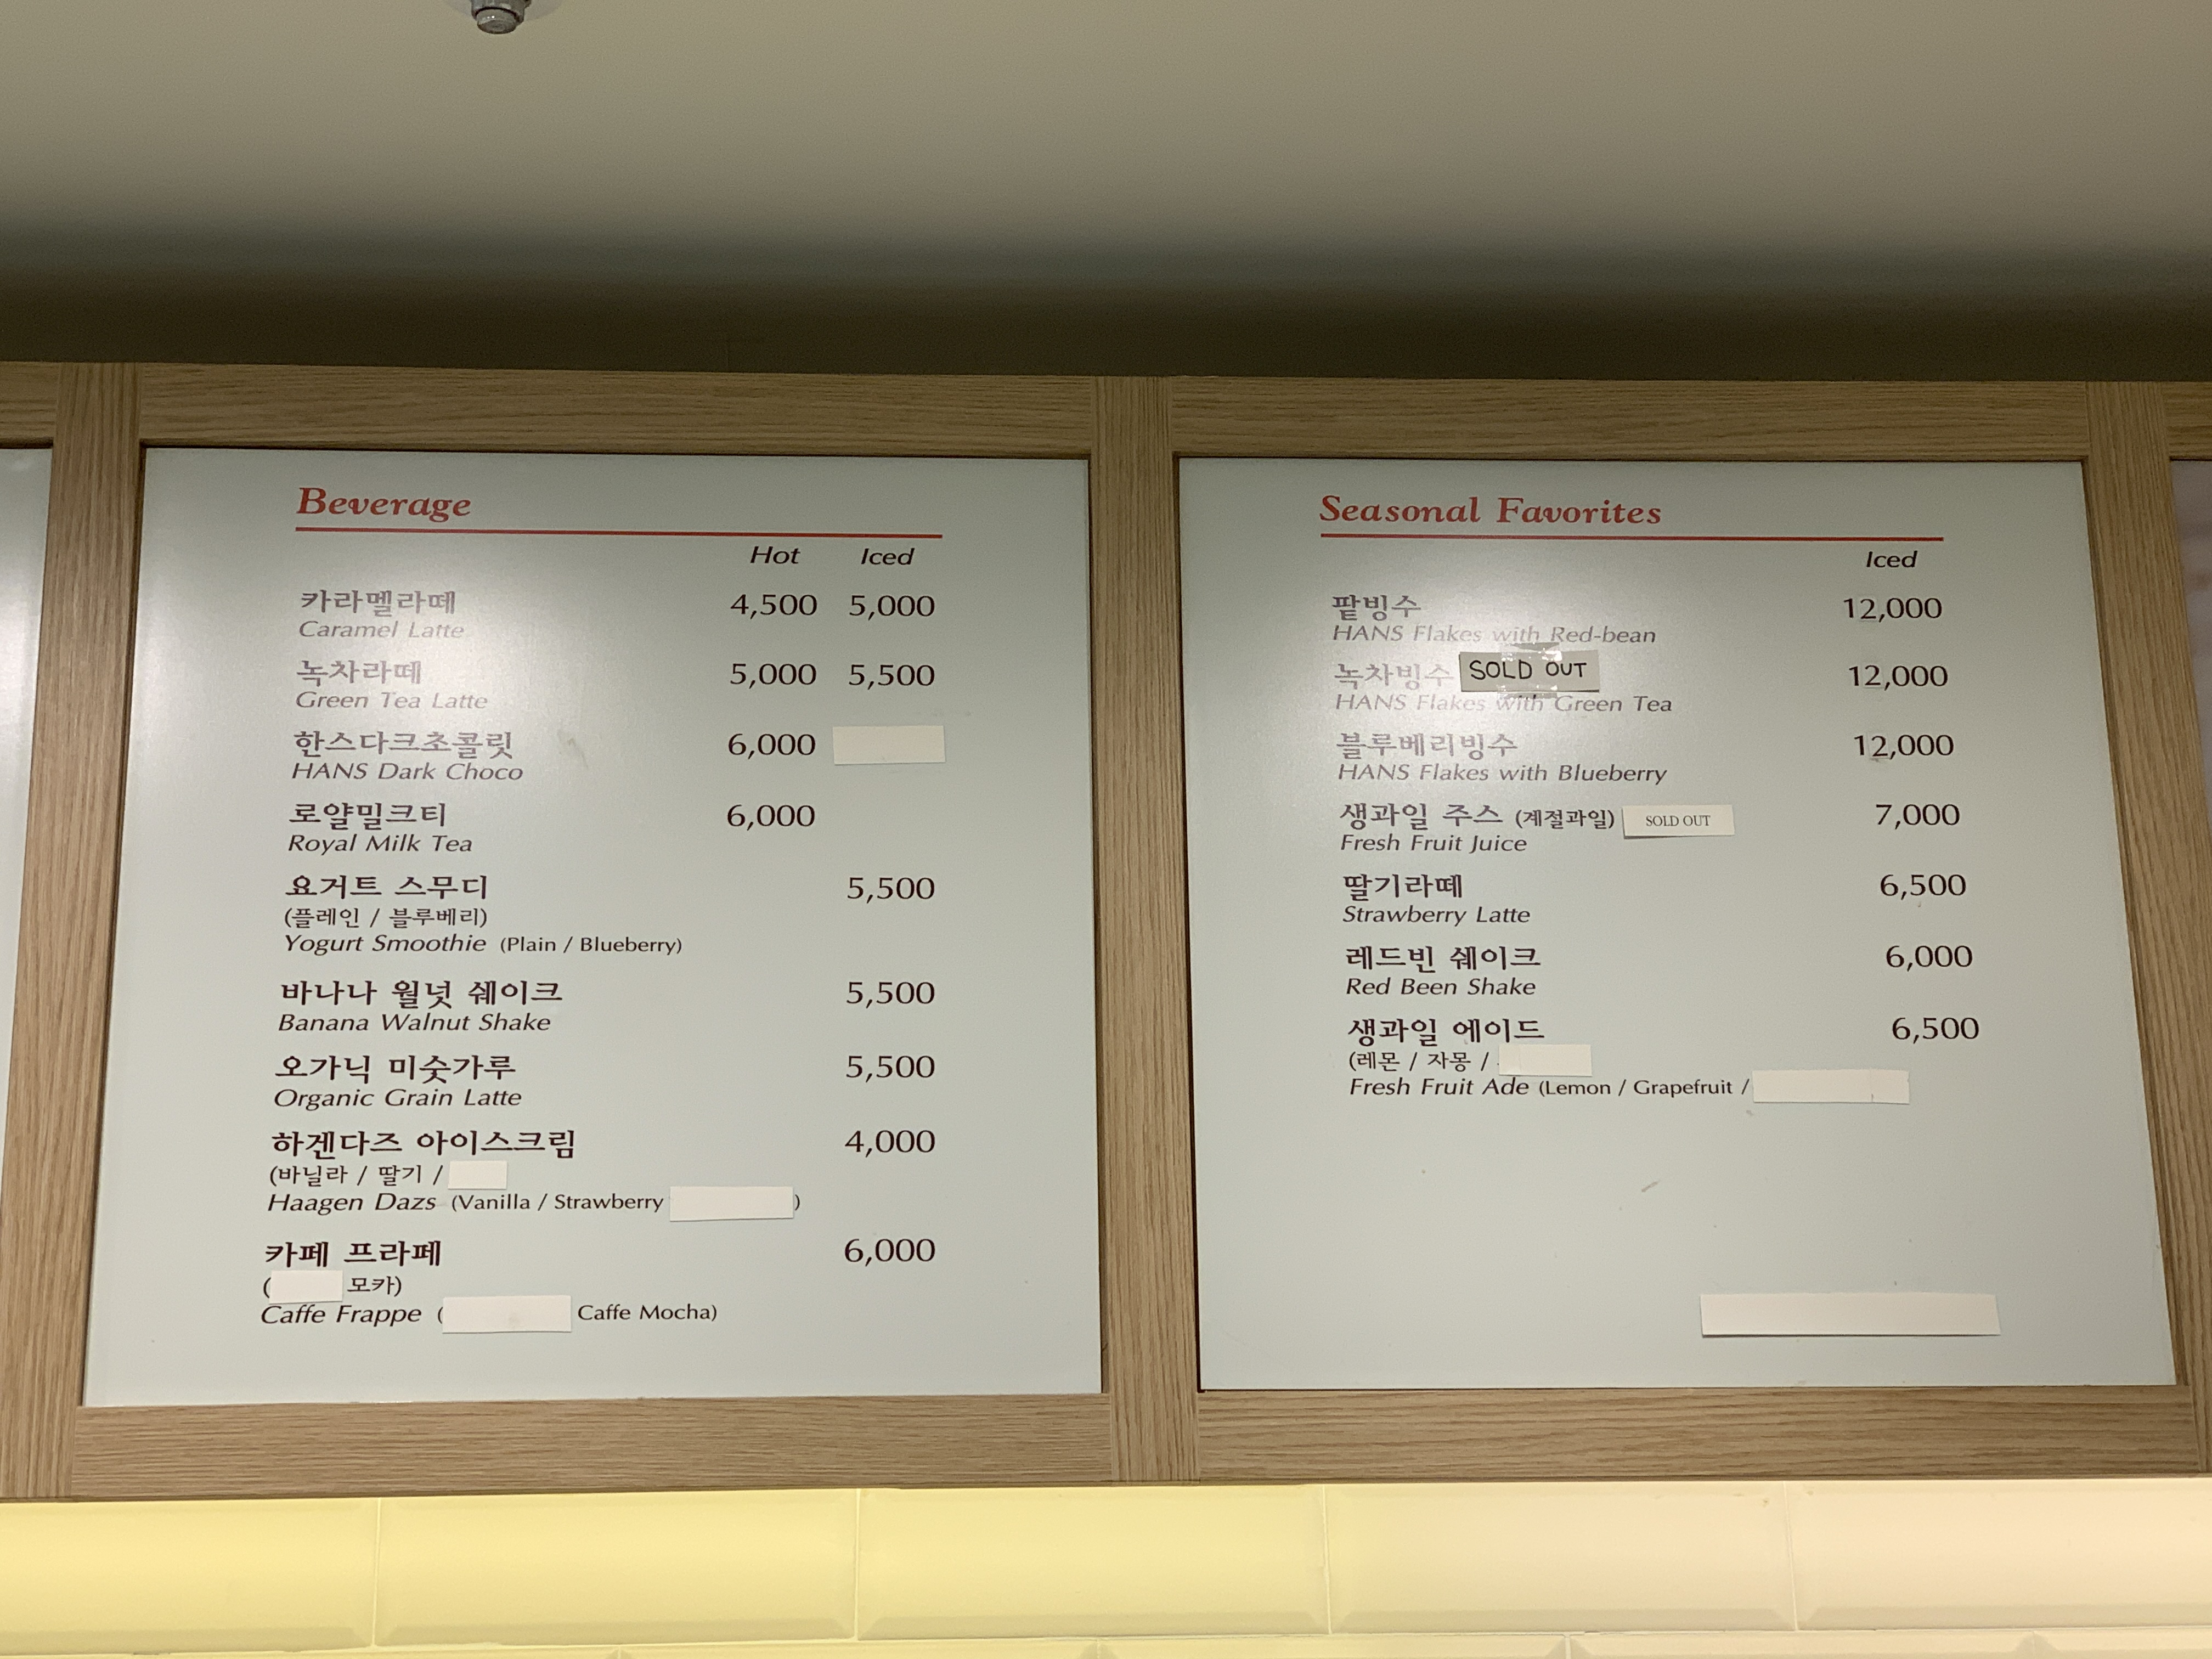 Beverage
Hot Iced
카라멜라떼 4,500 5,000
Caramel Latte
녹차라떼 5,000 5,500
Green Tea Latte
한스다크초콜릿 6,000
HANS Dark Choco
로얄밀크티 6,000
Royal Milk Tea
요거트 스무디 5,500
(플레인 / 블루베리)
Yogurt Smoothie (Plain / Blueberry)
바나나 월넛 쉐이크 5,500
Banana Walnut Shake
오가닉 미숫가루 5,500
Organic Grain Latte
하겐다즈 아이스크림 4,000
(바닐라 / 딸기 /
Haagen Dazs (Vanilla / Strawberry )
카페 프라페 6,000
( 모카)
Caffe Frappe ( Caffe Mocha)
Seasonal Favorites
Iced
팥빙수 12,000
HANS Flakes with Red-bean
녹차빙수 SOLD OUT 12,000
HANS Flakes with Green Tea
블루베리빙수 12,000
HANS Flakes with Blueberry
생과일 주스 (계절과일) SOLD OUT 7,000
Fresh Fruit Juice
딸기라떼 6,500
Strawberry Latte
레드빈 쉐이크 6,000
Red Been Shake
생과일 에이드 6,500
(레몬 / 자몽 /
Fresh Fruit Ade (Lemon / Grapefruit /